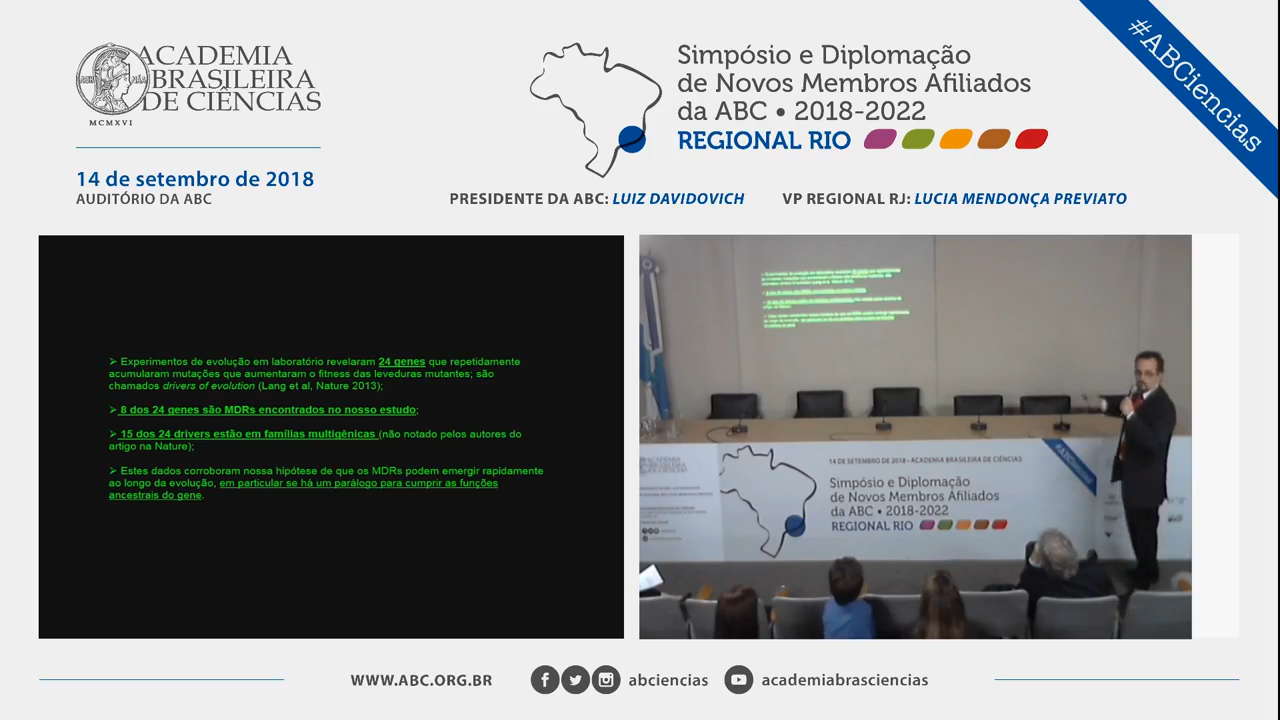 ACADEMIA
BRASILEIRA
DE CIÊNCIAS
MCMXVI
14 de setembro de 2018
AUDITÓRIO DA ABC
Simpósio e Diplomação
de Novos Membros Afiliados
da ABC • 2018-2022
REGIONAL RIO
#ABCiencias
PRESIDENTE DA ABC: LUIZ DAVIDOVICH
VP REGIONAL RJ: LUCIA MENDONÇA PREVIATO
➢ Experimentos de evolução em laboratório revelaram 24 genes que repetidamente
acumularam mutações que aumentaram o fitness das leveduras mutantes; são
chamados drivers of evolution (Lang et al, Nature 2013);
➢ 8 dos 24 genes são MDRs encontrados no nosso estudo;
➢ 15 dos 24 drivers estão em famílias multigênicas (não notado pelos autores do
artigo na Nature);
➢ Estes dados corroboram nossa hipótese de que os MDRs podem emergir rapidamente
ao longo da evolução, em particular se há um parálogo para cumprir as funções
ancestrais do gene.
14 DE SETEMBRO DE 2018 • ACADEMIA BRASILEIRA DE CIÊNCIAS
Simpósio e Diplomação
de Novos Membros Afiliados
da ABC • 2018-2022
REGIONAL RIO
WWW.ABC.ORG.BR
abciencias
academiabrasciencias